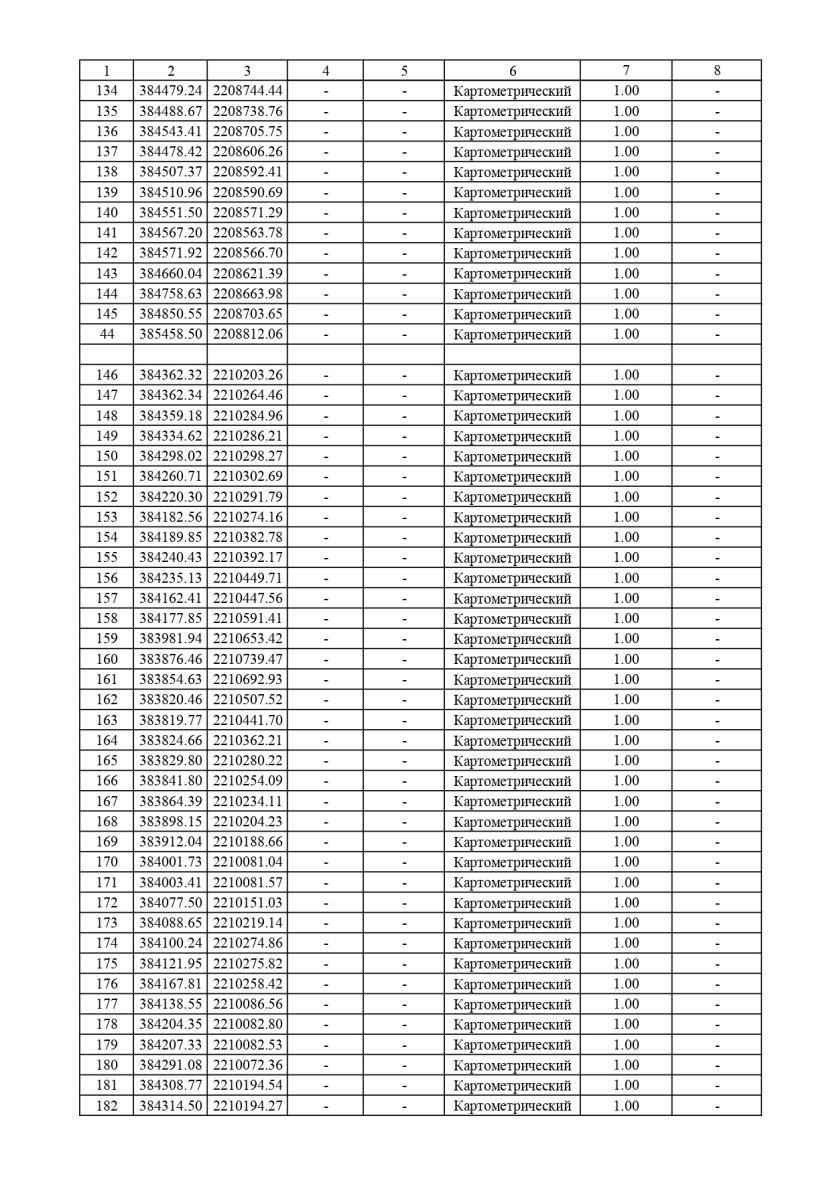 1 2 3 4 5 6 7 8
134 384479.24 2208744.44 - - Картометрический 1.00 -
135 384488.67 2208738.76 - - Картометрический 1.00 -
136 384543.41 2208705.75 - - Картометрический 1.00 -
137 384478.42 2208606.26 - - Картометрический 1.00 -
138 384507.37 2208592.41 - - Картометрический 1.00 -
139 384510.96 2208590.69 - - Картометрический 1.00 -
140 384551.50 2208571.29 - - Картометрический 1.00 -
141 384567.20 2208563.78 - - Картометрический 1.00 -
142 384571.92 2208566.70 - - Картометрический 1.00 -
143 384660.04 2208621.39 - - Картометрический 1.00 -
144 384758.63 2208663.98 - - Картометрический 1.00 -
145 384850.55 2208703.65 - - Картометрический 1.00 -
44 385458.50 2208812.06 - - Картометрический 1.00 -
146 384362.32 2210203.26 - - Картометрический 1.00 -
147 384362.34 2210264.46 - - Картометрический 1.00 -
148 384359.18 2210284.96 - - Картометрический 1.00 -
149 384334.62 2210286.21 - - Картометрический 1.00 -
150 384298.02 2210298.27 - - Картометрический 1.00 -
151 384260.71 2210302.69 - - Картометрический 1.00 -
152 384220.30 2210291.79 - - Картометрический 1.00 -
153 384182.56 2210274.16 - - Картометрический 1.00 -
154 384189.85 2210382.78 - - Картометрический 1.00 -
155 384240.43 2210392.17 - - Картометрический 1.00 -
156 384235.13 2210449.71 - - Картометрический 1.00 -
157 384162.41 2210447.56 - - Картометрический 1.00 -
158 384177.85 2210591.41 - - Картометрический 1.00 -
159 383981.94 2210653.42 - - Картометрический 1.00 -
160 383876.46 2210739.47 - - Картометрический 1.00 -
161 383854.63 2210692.93 - - Картометрический 1.00 -
162 383820.46 2210507.52 - - Картометрический 1.00 -
163 383819.77 2210441.70 - - Картометрический 1.00 -
164 383824.66 2210362.21 - - Картометрический 1.00 -
165 383829.80 2210280.22 - - Картометрический 1.00 -
166 383841.80 2210254.09 - - Картометрический 1.00 -
167 383864.39 2210234.11 - - Картометрический 1.00 -
168 383898.15 2210204.23 - - Картометрический 1.00 -
169 383912.04 2210188.66 - - Картометрический 1.00 -
170 384001.73 2210081.04 - - Картометрический 1.00 -
171 384003.41 2210081.57 - - Картометрический 1.00 -
172 384077.50 2210151.03 - - Картометрический 1.00 -
173 384088.65 2210219.14 - - Картометрический 1.00 -
174 384100.24 2210274.86 - - Картометрический 1.00 -
175 384121.95 2210275.82 - - Картометрический 1.00 -
176 384167.81 2210258.42 - - Картометрический 1.00 -
177 384138.55 2210086.56 - - Картометрический 1.00 -
178 384204.35 2210082.80 - - Картометрический 1.00 -
179 384207.33 2210082.53 - - Картометрический 1.00 -
180 384291.08 2210072.36 - - Картометрический 1.00 -
181 384308.77 2210194.54 - - Картометрический 1.00 -
182 384314.50 2210194.27 - - Картометрический 1.00 -